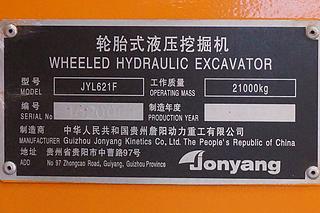 轮胎式液压挖掘机
WHEELED HYDRAULIC EXCAVATOR
型号 JYL621F 工作质量 21000kg
MODEL OPERATING MASS
编号 制造年度
SERIAL No PRODUCTION YEAR
制造商 中华人民共和国贵州詹阳动力重工有限公司
MANUFACTURER Guizhou Jonyang Kinetics Co., Ltd. The People's Republic of China
地址 贵州省贵阳市中曹路97号
ADD No 97 Zhongcao Road, Guiyang, Guizhou Province
Jonyang